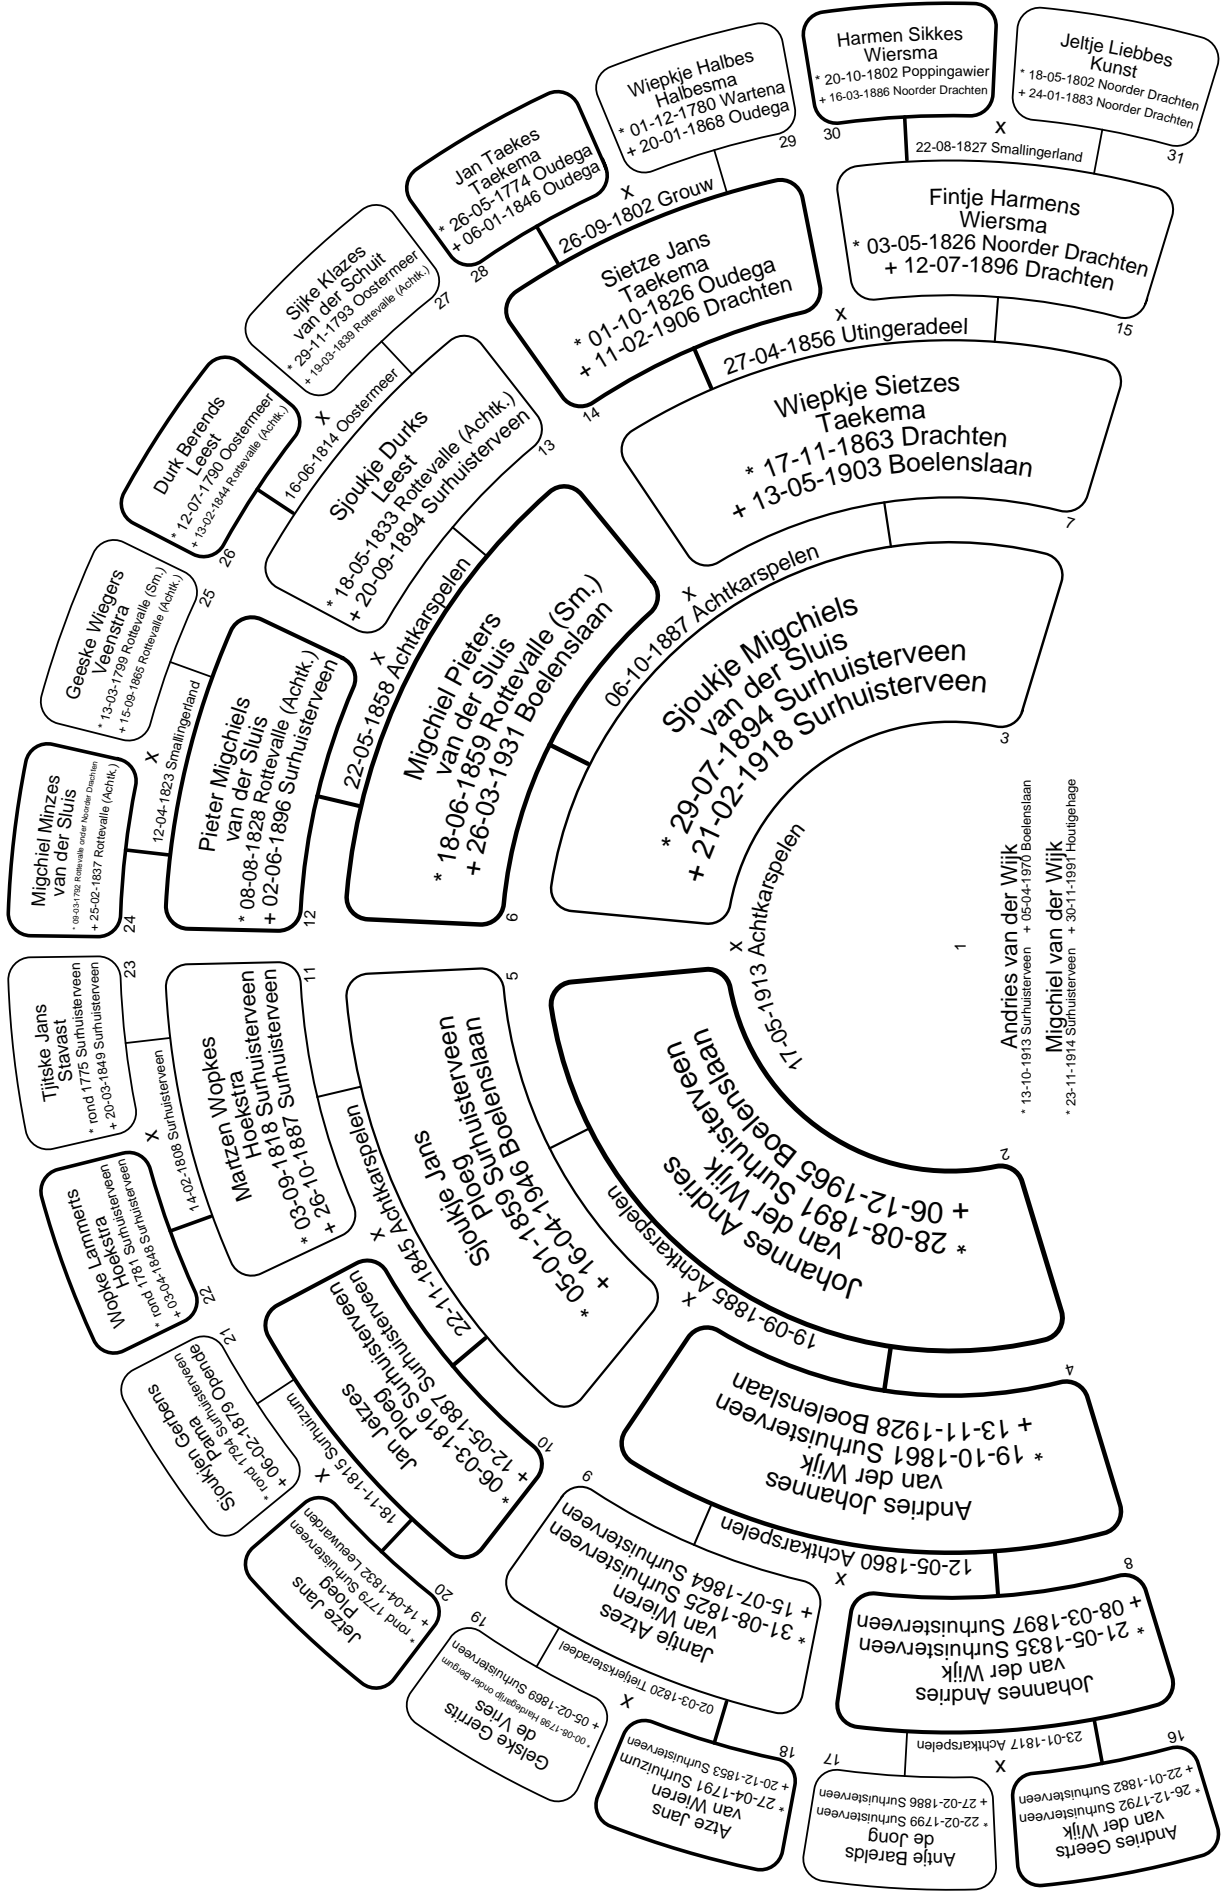 1
Andries van der Wijk
* 13-10-1913 Surhuisterveen + 05-04-1970 Boelenslaan
Migchiel van der Wijk
* 23-11-1914 Surhuisterveen + 30-11-1991 Houtigehage
X
17-05-1913 Achtkarspelen
2
Johannes Andries
van der Wijk
* 28-08-1891 Surhuisterveen
+ 06-12-1965 Boelenslaan
3
Sjoukje Migchiels
van der Sluis
* 29-07-1894 Surhuisterveen
+ 21-02-1918 Surhuisterveen
X
19-09-1885 Achtkarspelen
4
Andries Johannes
van der Wijk
* 19-10-1861 Surhuisterveen
+ 13-11-1928 Boelenslaan
5
Sjoukje Jans
Ploeg
* 05-01-1859 Surhuisterveen
+ 16-04-1946 Boelenslaan
X
06-10-1887 Achtkarspelen
6
Migchiel Pieters
van der Sluis
* 18-06-1859 Rottevalle (Sm.)
+ 26-03-1931 Boelenslaan
7
Wiepkje Sietzes
Taekema
* 17-11-1863 Drachten
+ 13-05-1903 Boelenslaan
X
12-05-1860 Achtkarspelen
8
Johannes Andries
van der Wijk
* 21-05-1835 Surhuisterveen
+ 08-03-1897 Surhuisterveen
9
Jantje Atzes
van Wieren
* 31-08-1825 Surhuisterveen
+ 15-07-1864 Surhuisterveen
X
22-11-1845 Achtkarspelen
10
Jan Jetzes
Ploeg
* 06-03-1816 Surhuisterveen
+ 12-05-1887 Surhuisterveen
11
Martzen Wopkes
Hoekstra
* 03-09-1818 Surhuisterveen
+ 26-10-1887 Surhuisterveen
X
22-05-1858 Achtkarspelen
12
Pieter Migchiels
van der Sluis
* 08-08-1828 Rottevalle (Achtk.)
+ 02-06-1896 Surhuisterveen
13
Sjoukje Durks
Leest
* 18-05-1833 Rottevalle (Achtk.)
+ 20-09-1894 Surhuisterveen
X
27-04-1856 Utingeradeel
14
Sietze Jans
Taekema
* 01-10-1826 Oudega
+ 11-02-1906 Drachten
15
Fintje Harmens
Wiersma
* 03-05-1826 Noorder Drachten
+ 12-07-1896 Drachten
X
23-01-1817 Achtkarspelen
16
Andries Geerts
van der Wijk
* 26-12-1792 Surhuisterveen
+ 22-01-1882 Surhuisterveen
17
Antje Barelds
de Jong
* 22-02-1799 Surhuisterveen
+ 27-02-1886 Surhuisterveen
X
02-03-1820 Tietjerksteradeel
18
Atze Jans
van Wieren
* 27-04-1791 Surhuizum
+ 20-12-1853 Surhuisterveen
19
Gelske Gerrits
de Vries
* 00-08-1798 Hardegarijp onder Bergum
+ 05-02-1869 Surhuisterveen
X
18-11-1815 Surhuizum
20
Jetze Jans
Ploeg
* rond 1779 Surhuisterveen
+ 14-04-1832 Leeuwarden
21
Sjoukjen Gerbens
Pama
* rond 1794 Surhuisterveen
+ 06-02-1879 Opende
X
14-02-1808 Surhuisterveen
22
Wopke Lammerts
Hoekstra
* rond 1781 Surhuisterveen
+ 03-04-1848 Surhuisterveen
23
Tjitske Jans
Stavast
* rond 1775 Surhuisterveen
+ 20-03-1849 Surhuisterveen
X
12-04-1823 Smallingerland
24
Migchiel Minzes
van der Sluis
* 09-03-1792 Rottevalle onder Noorder Drachten
+ 25-02-1837 Rottevalle (Achtk.)
25
Geeske Wiegers
Veenstra
* 13-03-1799 Rottevalle (Sm.)
+ 15-09-1865 Rottevalle (Achtk.)
X
16-06-1814 Oostermeer
26
Durk Berends
Leest
* 12-07-1790 Oostermeer
+ 13-02-1844 Rottevalle (Achtk.)
27
Sijke Klazes
van der Schuit
* 29-11-1793 Oostermeer
+ 19-03-1839 Rottevalle (Achtk.)
X
26-09-1802 Grouw
28
Jan Taekes
Taekema
* 26-05-1774 Oudega
+ 06-01-1846 Oudega
29
Wiepkje Halbes
Halbesma
* 01-12-1780 Wartena
+ 20-01-1868 Oudega
X
22-08-1827 Smallingerland
30
Harmen Sikkes
Wiersma
* 20-10-1802 Poppingawier
+ 16-03-1886 Noorder Drachten
31
Jeltje Liebbes
Kunst
* 18-05-1802 Noorder Drachten
+ 24-01-1883 Noorder Drachten